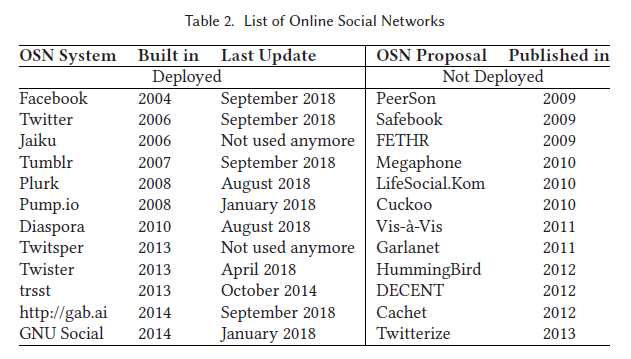 Table 2. List of Online Social Networks
OSN System Built in Last Update OSN Proposal Published in
Deployed Not Deployed
Facebook 2004 September 2018 PeerSon 2009
Twitter 2006 September 2018 Safebook 2009
Jaiku 2006 Not used anymore FETHR 2009
Tumblr 2007 September 2018 Megaphone 2010
Plurk 2008 August 2018 LifeSocial.Kom 2010
Pump.io 2008 January 2018 Cuckoo 2010
Diaspora 2010 August 2018 Vis-à-Vis 2011
Twitsper 2013 Not used anymore Garlanet 2011
Twister 2013 April 2018 HummingBird 2012
trsst 2013 October 2014 DECENT 2012
http://gab.ai 2014 September 2018 Cachet 2012
GNU Social 2014 January 2018 Twitterize 2013